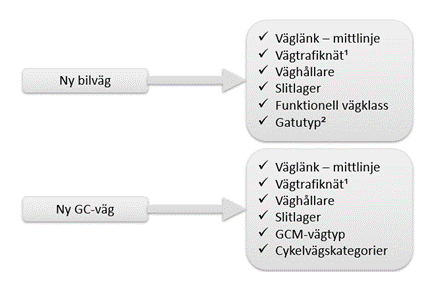 Ny bilväg
✓ Väglänk – mittlinje
✓ Vägtrafiknät¹
✓ Väghållare
✓ Slitlager
✓ Funktionell vägklass
✓ Gatutyp²
Ny GC-väg
✓ Väglänk – mittlinje
✓ Vägtrafiknät¹
✓ Väghållare
✓ Slitlager
✓ GCM-vägtyp
✓ Cykelvägskategorier